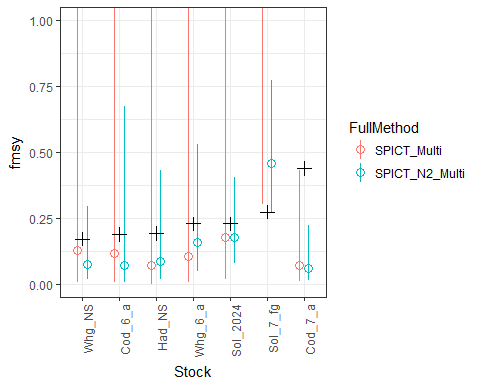 1.00
0.75
0.50
0.25
0.00
fmsy
Whg_NS
Cod_6_a
Had_NS
Whg_6_a
Sol_2024
Sol_7_fg
Cod_7_a
Stock
FullMethod
SPICT_Multi
SPICT_N2_Multi